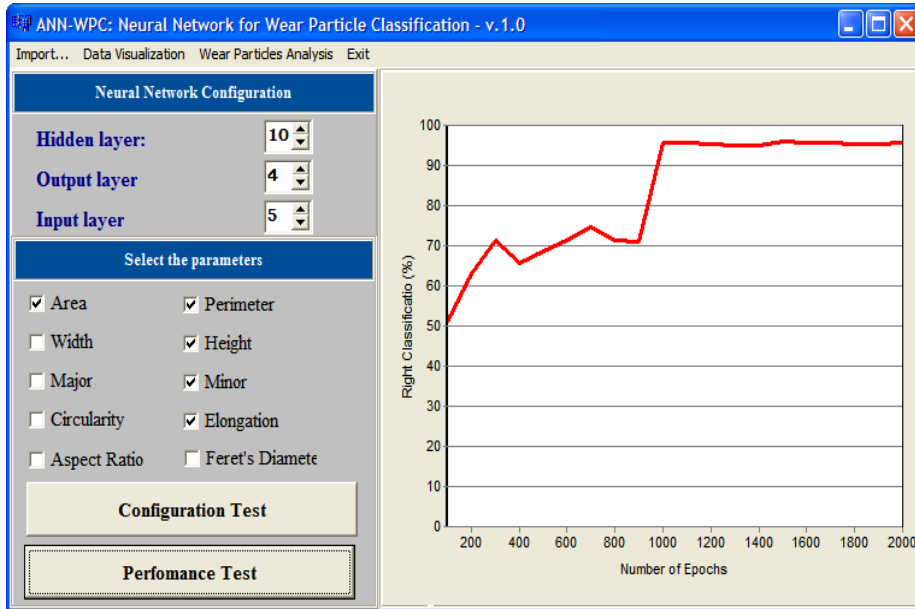 ANN-WPC: Neural Network for Wear Particle Classification - v.1.0
Import... Data Visualization Wear Particles Analysis Exit
Neural Network Configuration
Hidden layer: 10
Output layer 4
Input layer 5
Select the parameters
Area Perimeter
Width Height
Major Minor
Circularity Elongation
Aspect Ratio Feret's Diamete
Configuration Test
Perfomance Test
100
90
80
70
60
50
40
30
20
10
0
Right Classificatio (%)
200 400 600 800 1000 1200 1400 1600 1800 2000
Number of Epochs